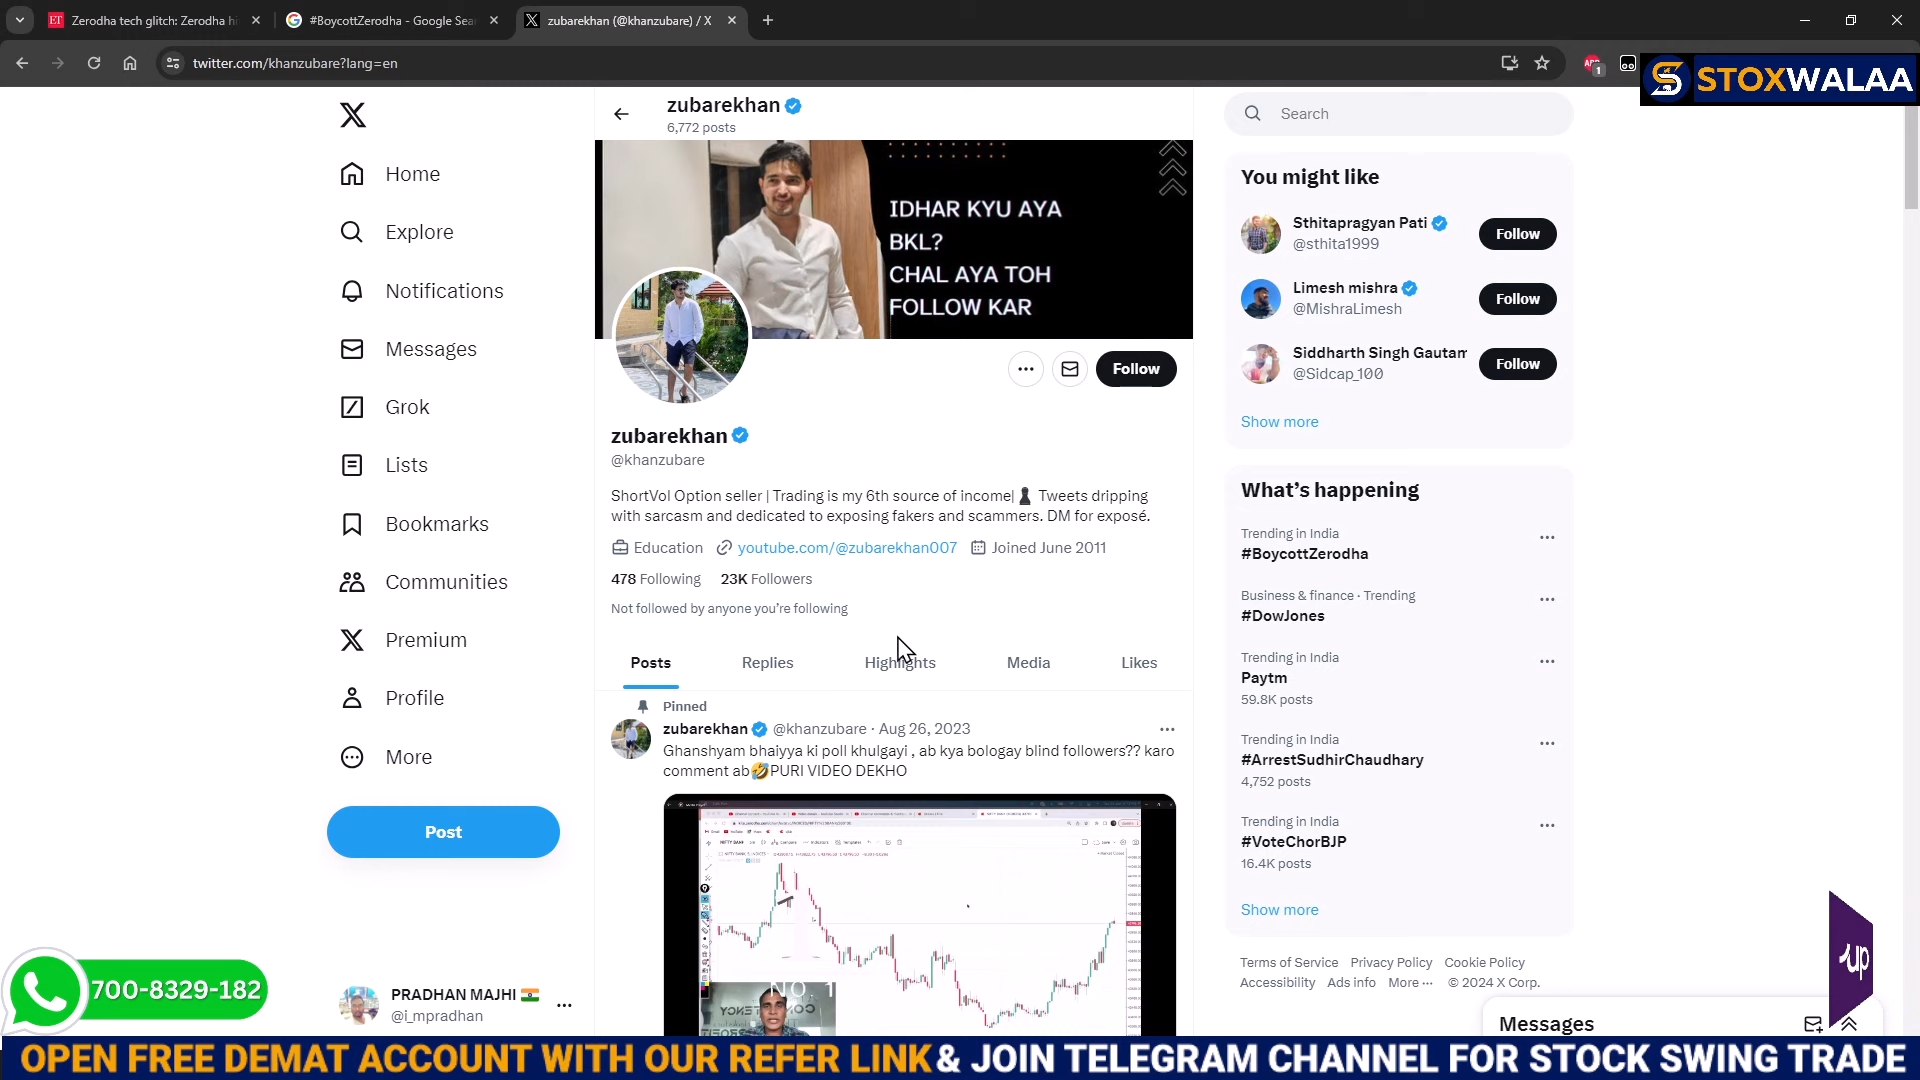 Zerodha tech glitch: Zerodha hi
#BoycottZerodha - Google Sea
zubarekhan (@khanzubare) / X
twitter.com/khanzubare?lang=en
STOXWALAA
zubarekhan
6,772 posts
Search
Home
Explore
Notifications
Messages
Grok
Lists
Bookmarks
Communities
Premium
Profile
More
Post
PRADHAN MAJHI
@i_mpradhan
IDHAR KYU AYA
BKL?
CHAL AYA TOH
FOLLOW KAR
Follow
zubarekhan
@khanzubare
ShortVol Option seller | Trading is my 6th source of income|♟ Tweets dripping
with sarcasm and dedicated to exposing fakers and scammers. DM for exposé.
Education youtube.com/@zubarekhan007 Joined June 2011
478 Following 23K Followers
Not followed by anyone you’re following
Posts Replies Highlights Media Likes
Pinned
zubarekhan @khanzubare · Aug 26, 2023
Ghanshyam bhaiyya ki poll khulgayi , ab kya bologay blind followers?? karo
comment ab🤣PURI VIDEO DEKHO
NO. 1
You might like
Sthitapragyan Pati
@sthita1999
Follow
Limesh mishra
@MishraLimesh
Follow
Siddharth Singh Gautam
@Sidcap_100
Follow
Show more
What’s happening
Trending in India
#BoycottZerodha
Business & finance · Trending
#DowJones
Trending in India
Paytm
59.8K posts
Trending in India
#ArrestSudhirChaudhary
4,752 posts
Trending in India
#VoteChorBJP
16.4K posts
Show more
Terms of Service Privacy Policy Cookie Policy
Accessibility Ads info More ··· © 2024 X Corp.
Messages
up
700-8329-182
OPEN FREE DEMAT ACCOUNT WITH OUR REFER LINK & JOIN TELEGRAM CHANNEL FOR STOCK SWING TRADE